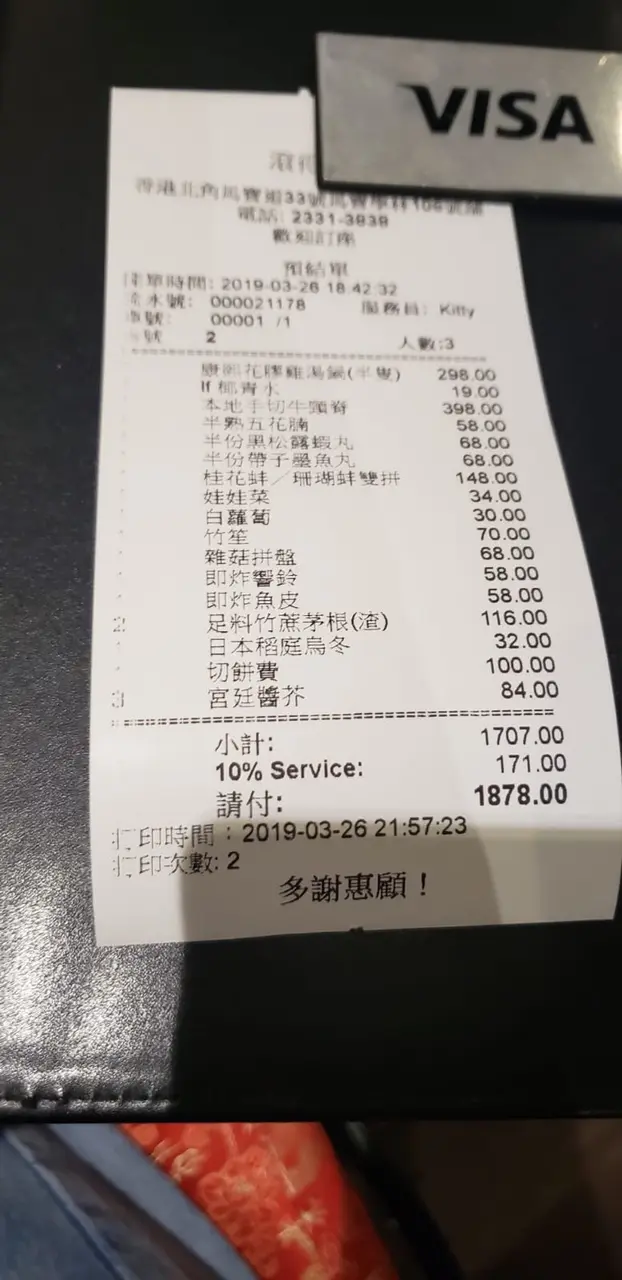 VISA
香港北角馬寶道33號馬寶
電話: 2331-3838
歡迎訂座
預結單
單時間: 2019-03-26 18:42:32
水號: 000021178 服務員: Kitty
號: 00001 /1
號 2 人數:3
花膠雞湯鍋(半隻) 298.00
If 椰青水 19.00
本地手切牛頸脊 398.00
半熟五花腩 58.00
半份黑松露蝦丸 68.00
半份帶子墨魚丸 68.00
桂花蚌/珊瑚蚌雙拼 148.00
娃娃菜 34.00
白蘿蔔 30.00
竹笙 70.00
雜菇拼盤 68.00
即炸響鈴 58.00
即炸魚皮 58.00
2 足料竹蔗茅根(渣) 116.00
日本稻庭烏冬 32.00
切餅費 100.00
3 宮廷醬芥 84.00
小計: 1707.00
10% Service: 171.00
請付: 1878.00
打印時間: 2019-03-26 21:57:23
打印次數: 2
多謝惠顧!